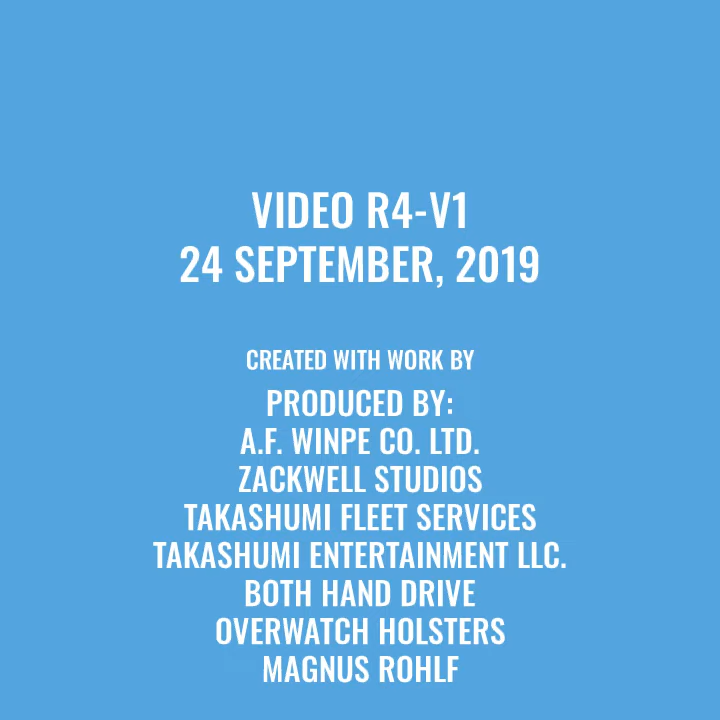 VIDEO R4-V1
24 SEPTEMBER, 2019
CREATED WITH WORK BY
PRODUCED BY:
A.F. WINPE CO. LTD.
ZACKWELL STUDIOS
TAKASHUMI FLEET SERVICES
TAKASHUMI ENTERTAINMENT LLC.
BOTH HAND DRIVE
OVERWATCH HOLSTERS
MAGNUS ROHLF